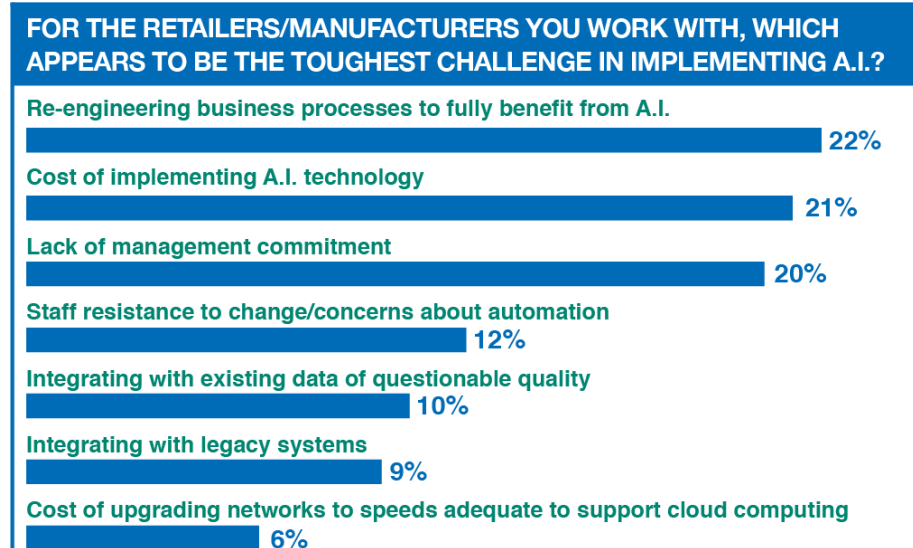 FOR THE RETAILERS/MANUFACTURERS YOU WORK WITH, WHICH
APPEARS TO BE THE TOUGHEST CHALLENGE IN IMPLEMENTING A.I.?
Re-engineering business processes to fully benefit from A.I.
22%
Cost of implementing A.I. technology
21%
Lack of management commitment
20%
Staff resistance to change/concerns about automation
12%
Integrating with existing data of questionable quality
10%
Integrating with legacy systems
9%
Cost of upgrading networks to speeds adequate to support cloud computing
6%